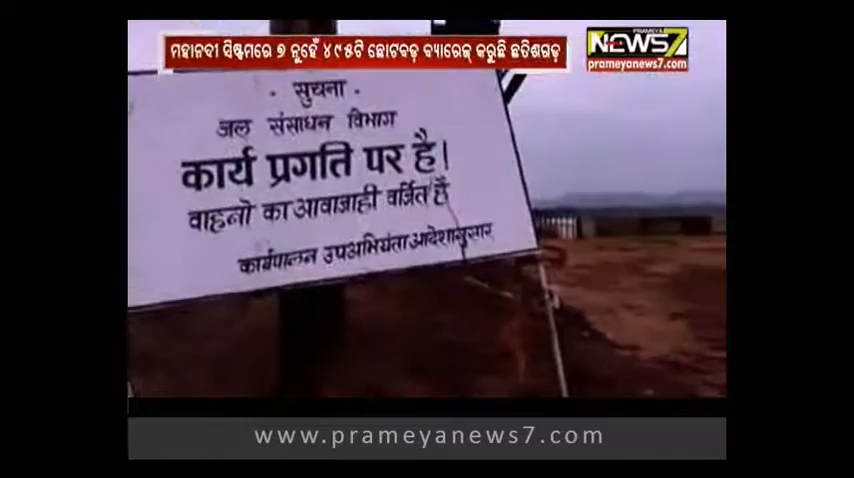 ମହାନଦୀ ସିଷ୍ଟମରେ ୭ ନୁହେଁ ୪୯୫ଟି ଛୋଟବଡ଼ ବ୍ୟାରେଜ୍ କରୁଛି ଛତିଶଗଡ଼
PRAMEYA
NEWS7
prameyanews7.com
- सुचना -
जल संसाधन विभाग
कार्य प्रगति पर है।
वाहनो का आवाजाही वर्जित है
कार्यपालन उपअभियंता आदेशानुसार
www.prameyanews7.com